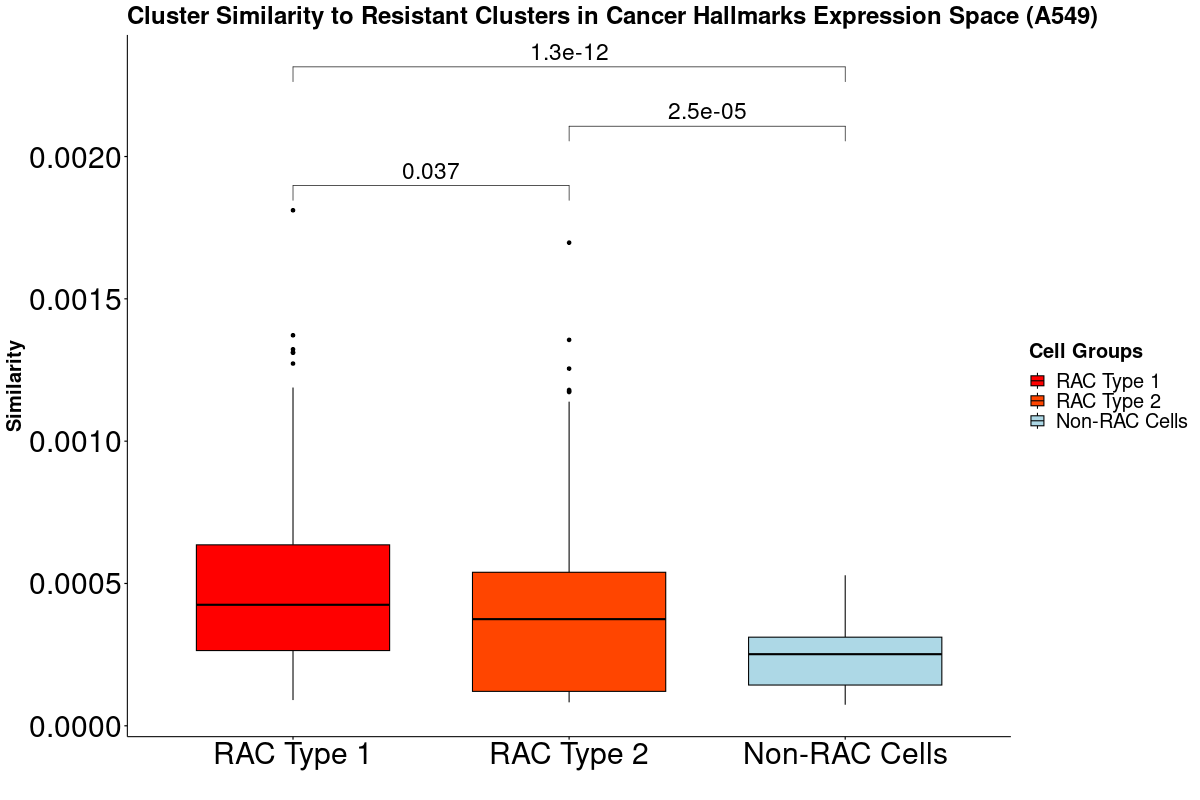 Cluster Similarity to Resistant Clusters in Cancer Hallmarks Expression Space (A549)
1.3e-12
2.5e-05
0.037
0.0020
0.0015
0.0010
0.0005
0.0000
Similarity
RAC Type 1
RAC Type 2
Non-RAC Cells
Cell Groups
RAC Type 1
RAC Type 2
Non-RAC Cells